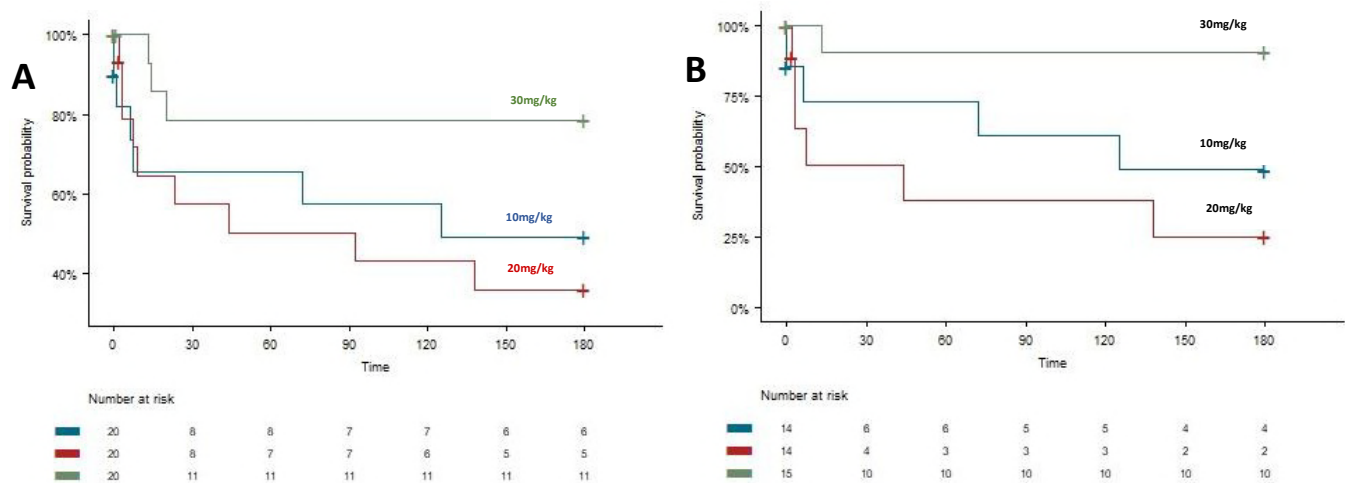 A
Survival probability
100%
80%
60%
40%
30mg/kg
10mg/kg
20mg/kg
0 30 60 90 120 150 180
Time
Number at risk
20 8 8 7 7 6 6
20 8 7 7 6 5 5
20 11 11 11 11 11 11
B
Survival probability
100%
75%
50%
25%
0%
30mg/kg
10mg/kg
20mg/kg
0 30 60 90 120 150 180
Time
Number at risk
14 6 6 5 5 4 4
14 4 3 3 3 2 2
15 10 10 10 10 10 10